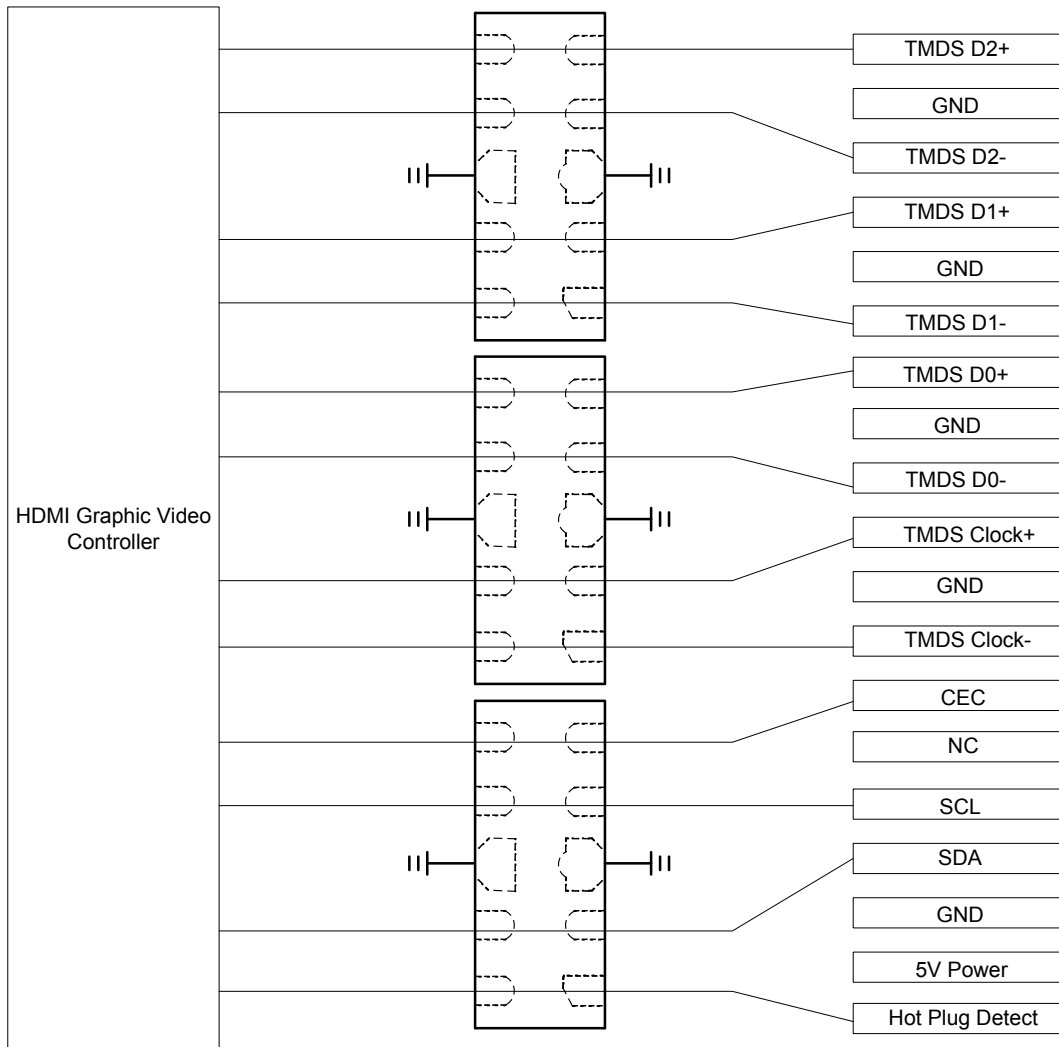 TMDS D2+
GND
TMDS D2-
TMDS D1+
GND
TMDS D1-
TMDS D0+
GND
TMDS D0-
HDMI Graphic Video
Controller
TMDS Clock+
GND
TMDS Clock-
CEC
NC
SCL
SDA
GND
5V Power
Hot Plug Detect